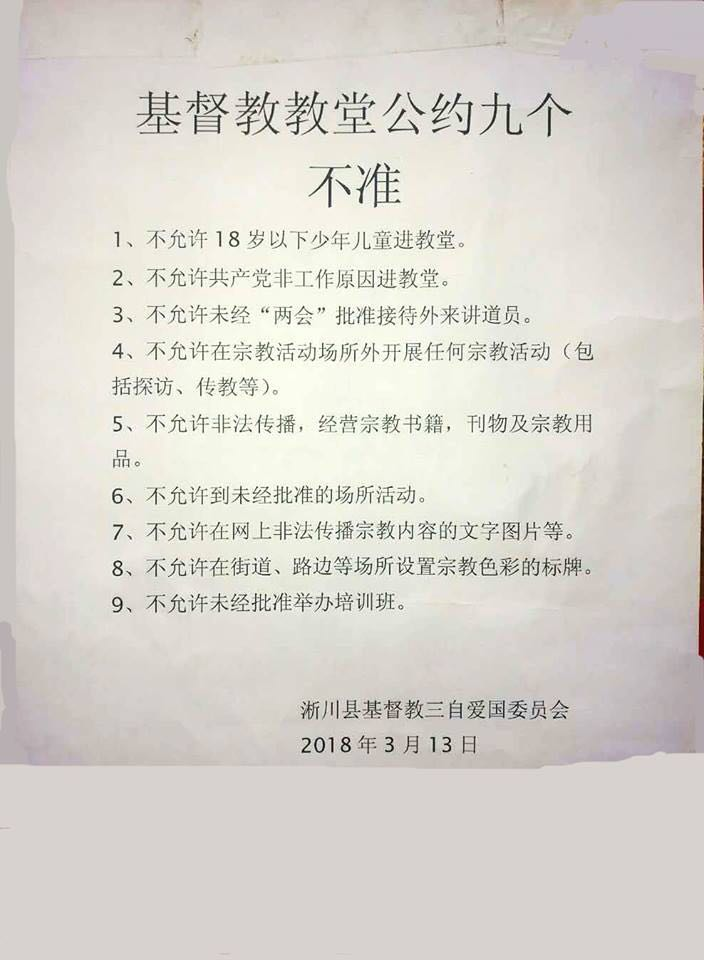 基督教教堂公约九个
不准
1、不允许 18 岁以下少年儿童进教堂。
2、不允许共产党非工作原因进教堂。
3、不允许未经“两会”批准接待外来讲道员。
4、不允许在宗教活动场所外开展任何宗教活动（包
括探访、传教等）。
5、不允许非法传播，经营宗教书籍，刊物及宗教用
品。
6、不允许到未经批准的场所活动。
7、不允许在网上非法传播宗教内容的文字图片等。
8、不允许在街道、路边等场所设置宗教色彩的标牌。
9、不允许未经批准举办培训班。
淅川县基督教三自爱国委员会
2018 年 3 月 13 日